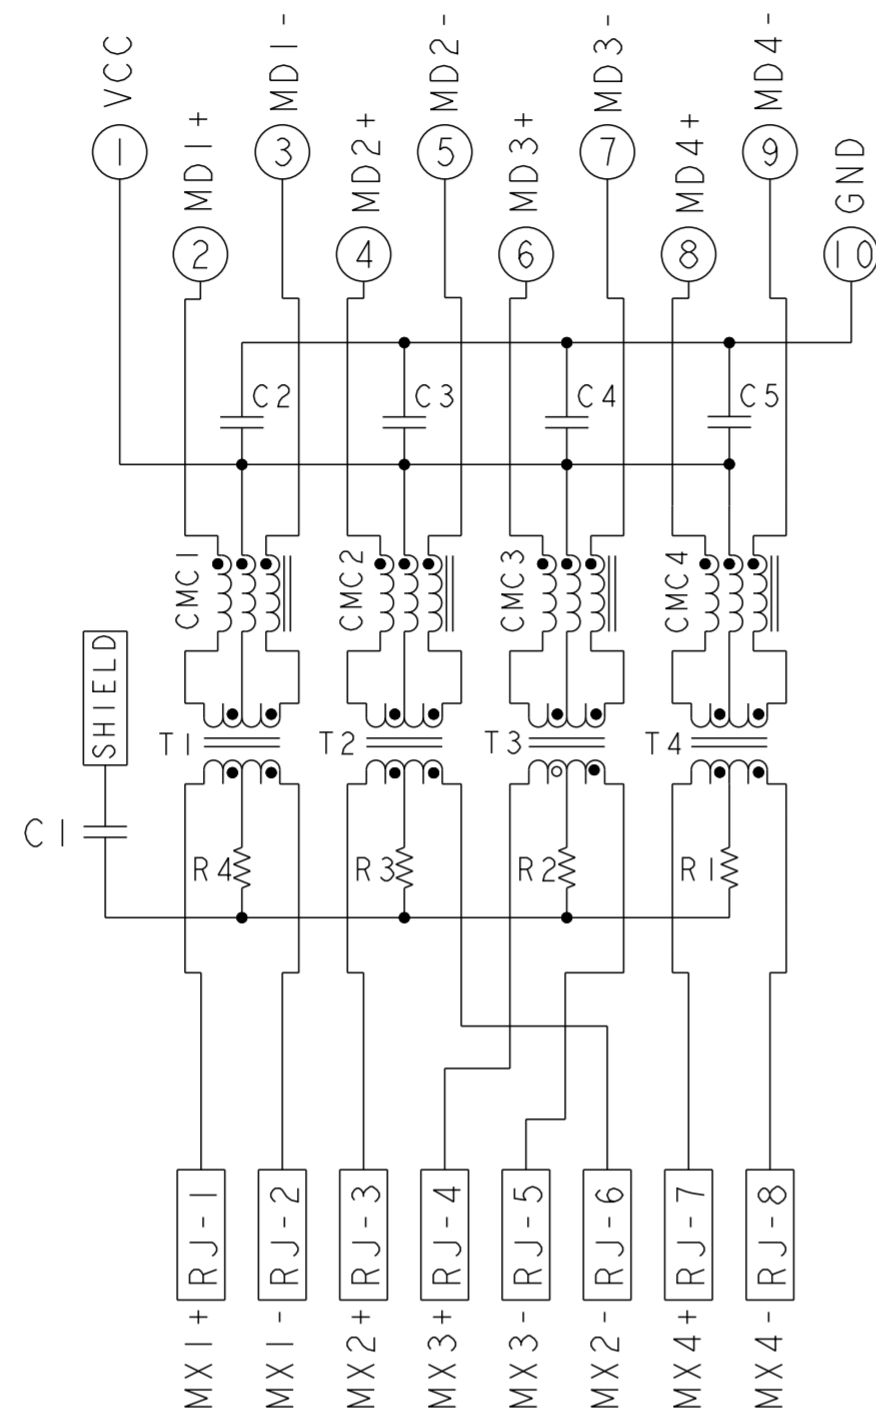 VCC
MD1+
MD1-
MD2+
MD2-
MD3+
MD3-
MD4+
MD4-
GND
1
3
5
7
9
2
4
6
8
10
C2
C3
C4
C5
CMC1
CMC2
CMC3
CMC4
SHIELD
T1
T2
T3
T4
C1
R4
R3
R2
R1
RJ-1
RJ-2
RJ-3
RJ-4
RJ-5
RJ-6
RJ-7
RJ-8
MX1+
MX1-
MX2+
MX3+
MX3-
MX2-
MX4+
MX4-